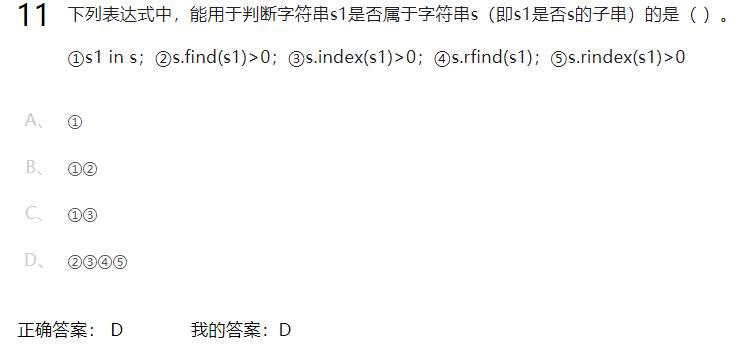 11 下列表达式中，能用于判断字符串s1是否属于字符串s（即s1是否s的子串）的是（ ）。
①s1 in s；②s.find(s1)>0；③s.index(s1)>0；④s.rfind(s1)；⑤s.rindex(s1)>0
A、 ①
B、 ①②
C、 ①③
D、 ②③④⑤
正确答案： D 我的答案：D